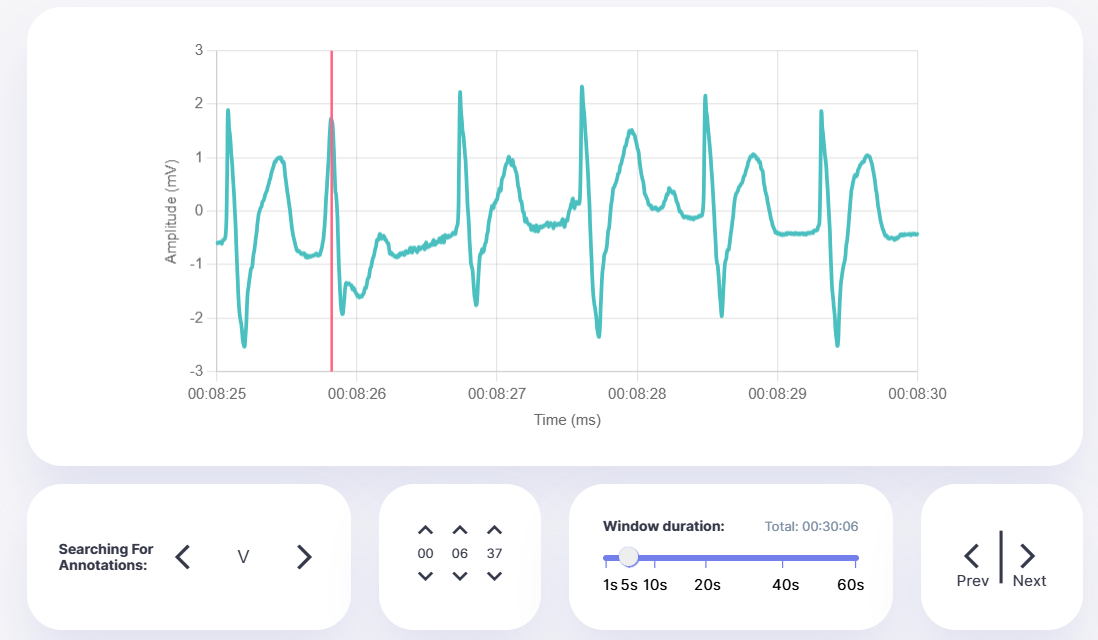 3
2
1
0
-1
-2
-3
Amplitude (mV)
00:08:25 00:08:26 00:08:27 00:08:28 00:08:29 00:08:30
Time (ms)
Searching For
Annotations:
V
00 06 37
Window duration: Total: 00:30:06
1s 5s 10s 20s 40s 60s
Prev Next